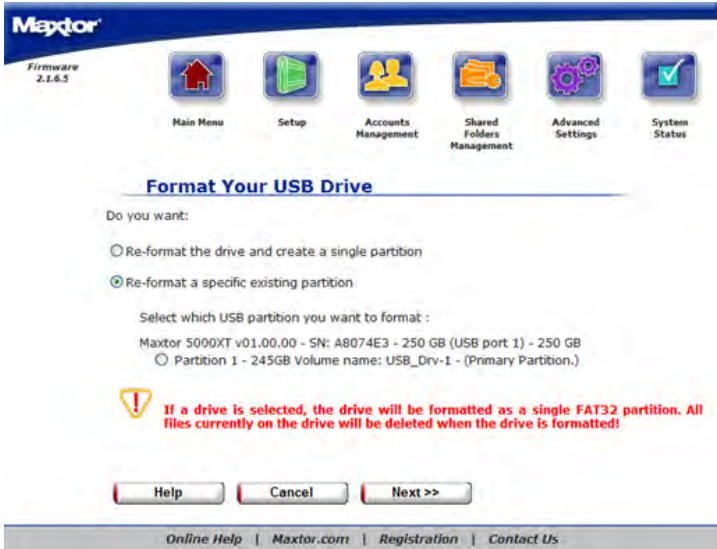 Maxtor
Firmware
2.1.6.5
Main Menu
Setup
Accounts
Management
Shared
Folders
Management
Advanced
Settings
System
Status
Format Your USB Drive
Do you want:
Re-format the drive and create a single partition
Re-format a specific existing partition
Select which USB partition you want to format :
Maxtor 5000XT v01.00.00 - SN: A8074E3 - 250 GB (USB port 1) - 250 GB
Partition 1 - 245GB Volume name: USB_Drv-1 - (Primary Partition.)
If a drive is selected, the drive will be formatted as a single FAT32 partition. All
files currently on the drive will be deleted when the drive is formatted!
Help
Cancel
Next >>
Online Help | Maxtor.com | Registration | Contact Us